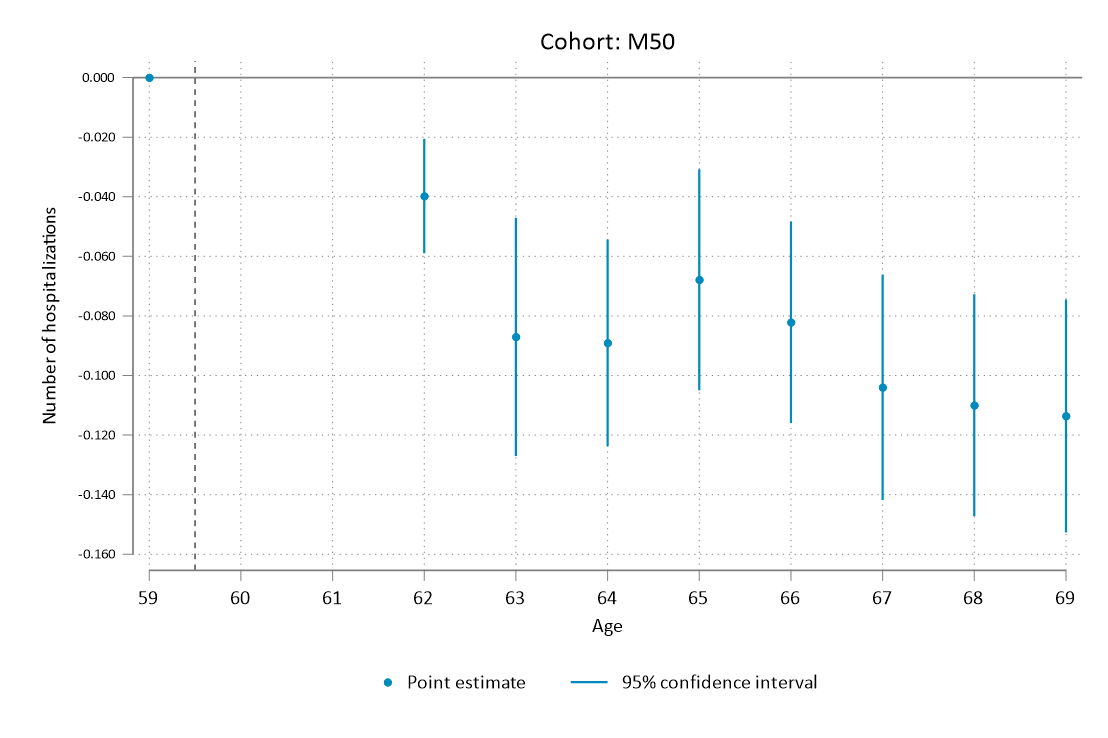 Cohort: M50
Number of hospitalizations
0.000
-0.020
-0.040
-0.060
-0.080
-0.100
-0.120
-0.140
-0.160
59 60 61 62 63 64 65 66 67 68 69
Age
Point estimate 95% confidence interval